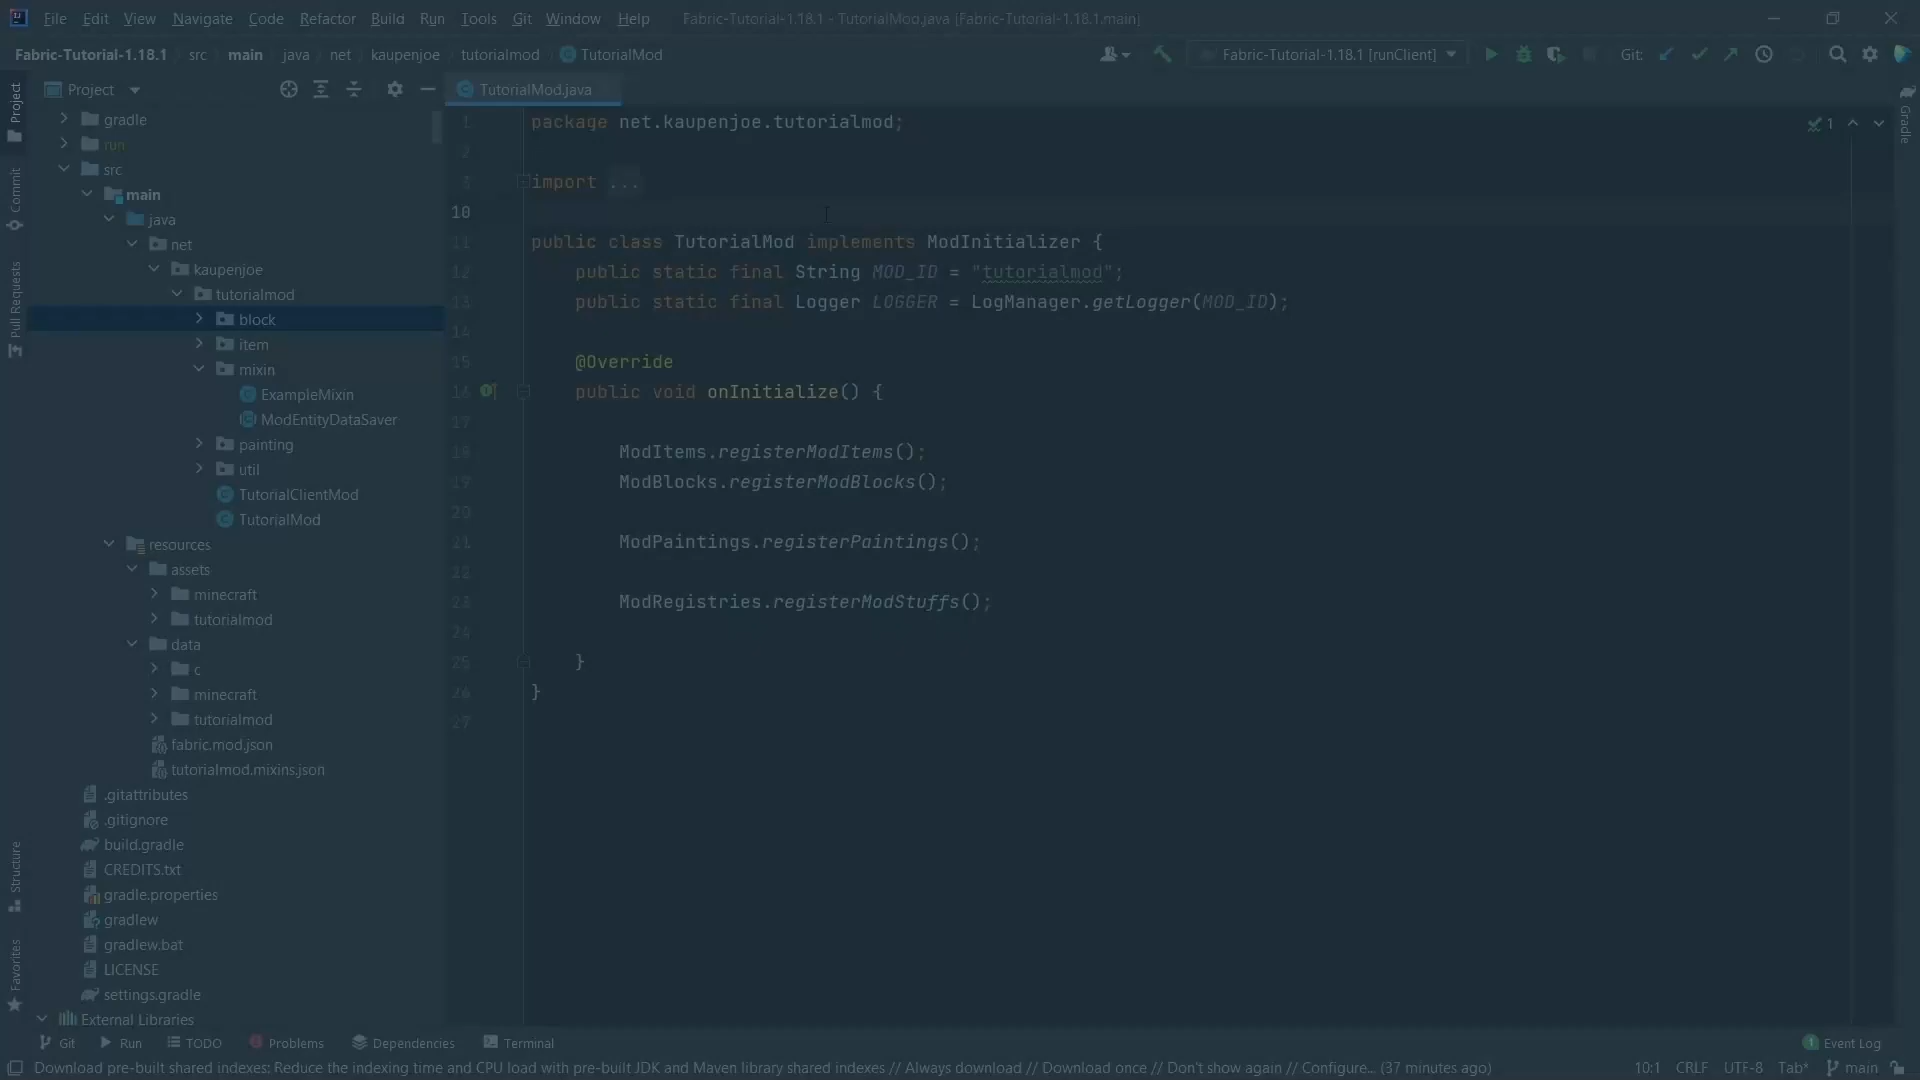 File Edit View Navigate Code Refactor Build Run Tools Git Window Help Fabric-Tutorial-1.18.1 - TutorialMod.java [Fabric-Tutorial-1.18.1.main]
Fabric-Tutorial-1.18.1 src main java net kaupenjoe tutorialmod TutorialMod Fabric-Tutorial-1.18.1 [runClient] Git:
Project
TutorialMod.java
Project
Commit
Pull Requests
Structure
Favorites
Gradle
gradle
run
src
main
java
net
kaupenjoe
tutorialmod
block
item
mixin
ExampleMixin
ModEntityDataSaver
painting
util
TutorialClientMod
TutorialMod
resources
assets
minecraft
tutorialmod
data
c
minecraft
tutorialmod
fabric.mod.json
tutorialmod.mixins.json
.gitattributes
.gitignore
build.gradle
CREDITS.txt
gradle.properties
gradlew
gradlew.bat
LICENSE
settings.gradle
External Libraries
1 package net.kaupenjoe.tutorialmod;
2
3 import ...
10
11 public class TutorialMod implements ModInitializer {
12 public static final String MOD_ID = "tutorialmod";
13 public static final Logger LOGGER = LogManager.getLogger(MOD_ID);
14
15 @Override
16 public void onInitialize() {
17
18 ModItems.registerModItems();
19 ModBlocks.registerModBlocks();
20
21 ModPaintings.registerPaintings();
22
23 ModRegistries.registerModStuffs();
24
25 }
26 }
27
1
Git Run TODO Problems Dependencies Terminal 1 Event Log
Download pre-built shared indexes: Reduce the indexing time and CPU load with pre-built JDK and Maven library shared indexes // Always download // Download once // Don't show again // Configure... (37 minutes ago) 10:1 CRLF UTF-8 Tab* main